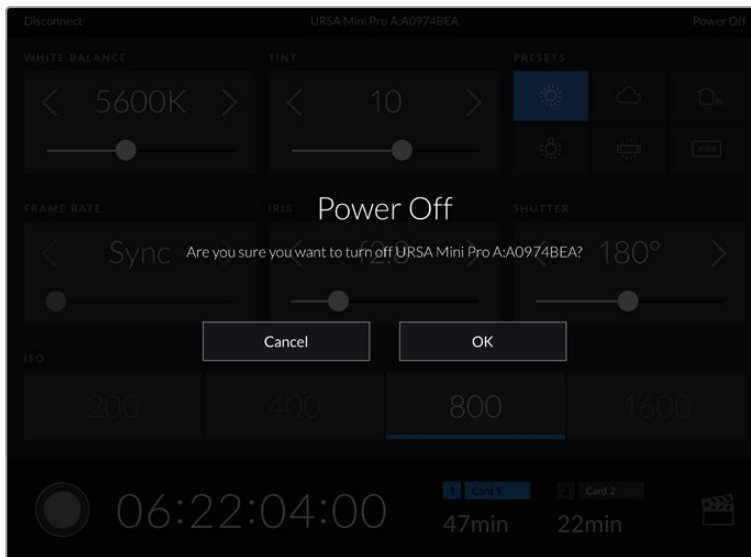 Disconnect URSA Mini Pro A:A0974BEA Power Off
WHITE BALANCE TINT PRESETS
5600K 10
AWB
FRAME RATE IRIS SHUTTER
Power Off
Sync f2.8 180°
Are you sure you want to turn off URSA Mini Pro A:A0974BEA?
Cancel OK
ISO
200 400 800 1600
1 Card 1 2 Card 2
06:22:04:00 47min 22min